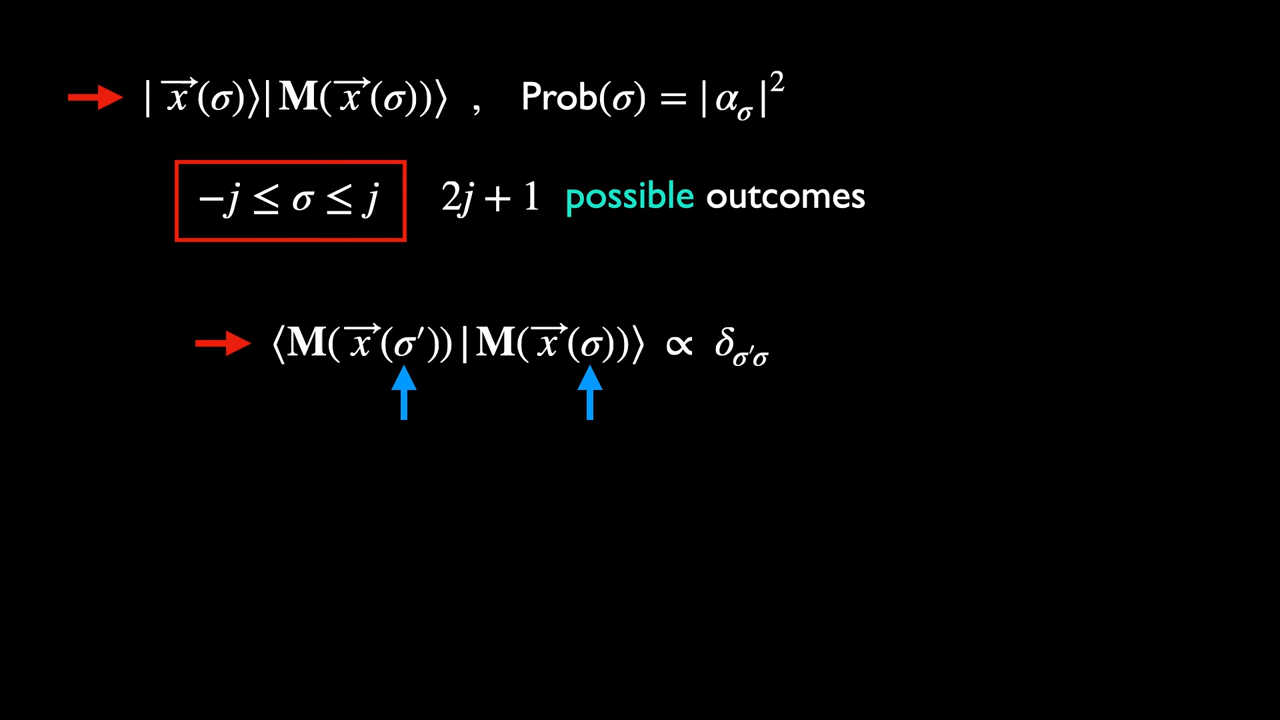 |x⃗(σ)⟩|M(x⃗(σ))⟩ , Prob(σ) = |α_σ|²
−j ≤ σ ≤ j 2j + 1 possible outcomes
⟨M(x⃗(σ′))|M(x⃗(σ))⟩ ∝ δ_σ′σ